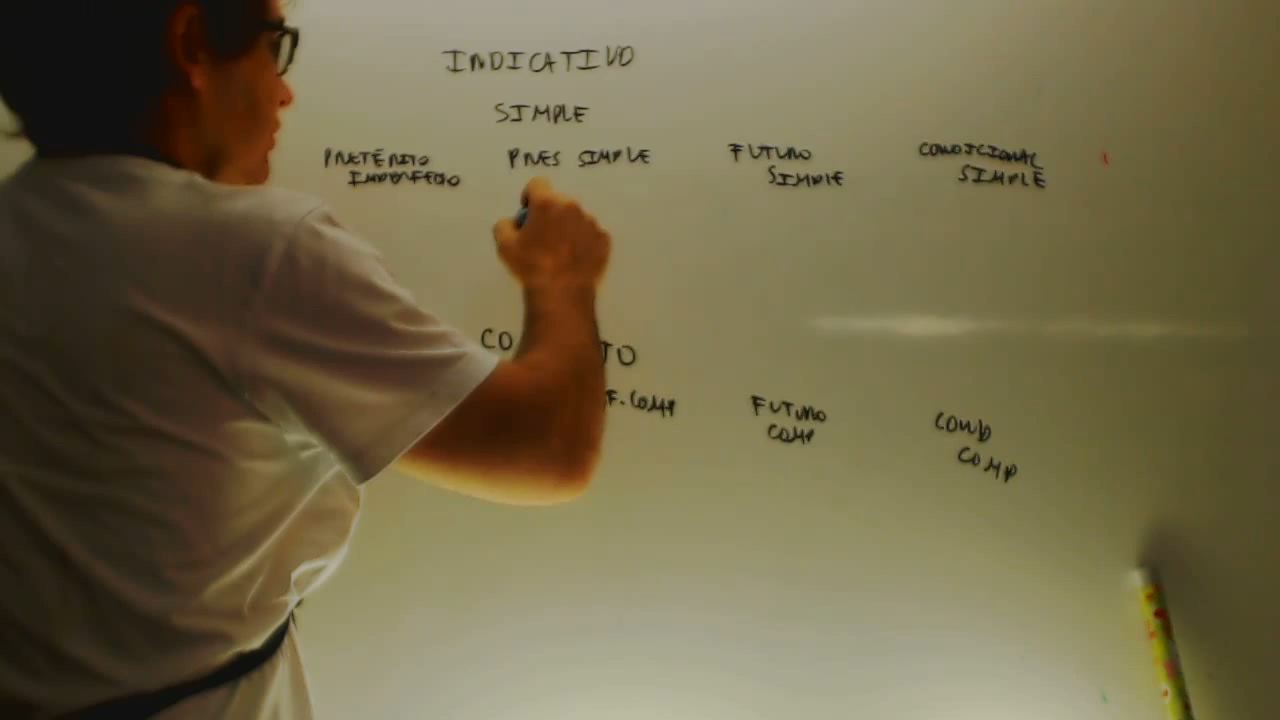 INDICATIVO
SIMPLE
PRETÉRITO IMPERFECTO
PRES SIMPLE
FUTURO SIMPLE
CONDICIONAL SIMPLE
CO TO
F. COMP
FUTURO COMP
COND COMP